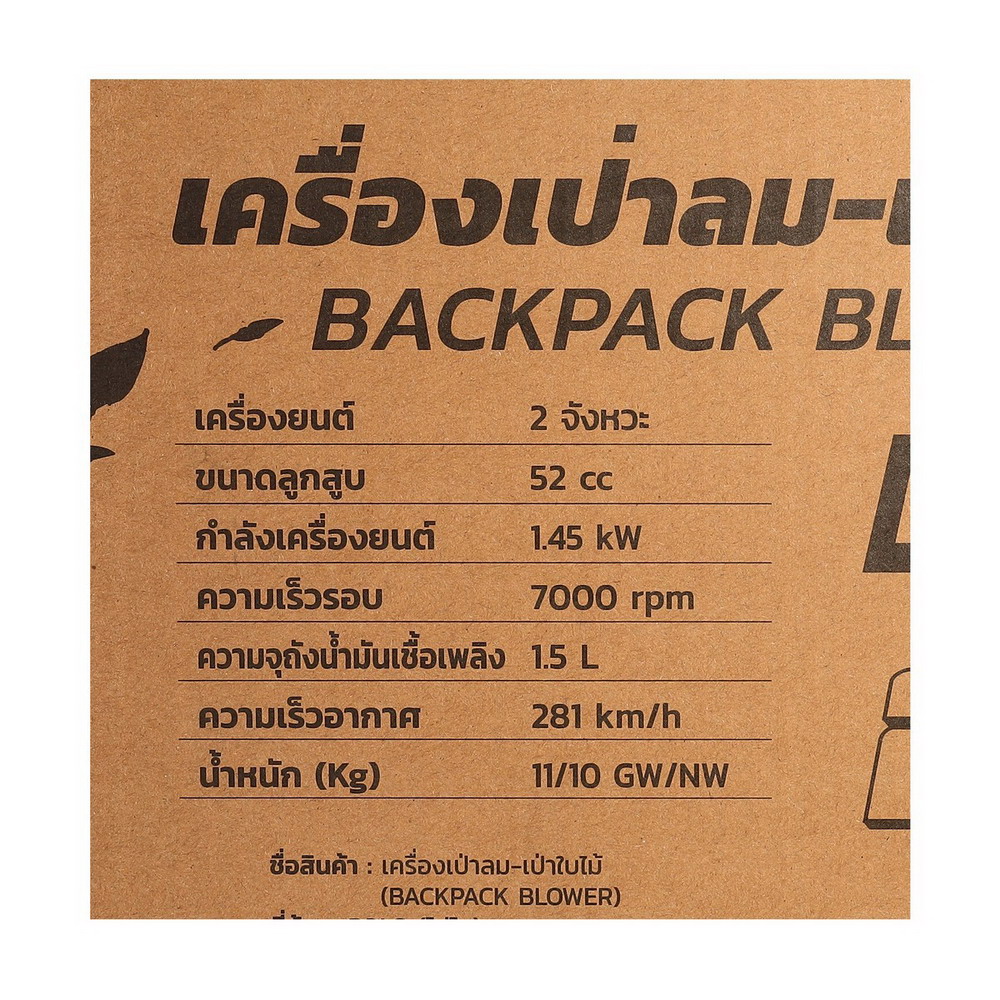 เครื่องเป่าลม-
BACKPACK
เครื่องยนต์ 2 จังหวะ
ขนาดลูกสูบ 52 cc
กำลังเครื่องยนต์ 1.45 kW
ความเร็วรอบ 7000 rpm
ความจุถังน้ำมันเชื้อเพลิง 1.5 L
ความเร็วอากาศ 281 km/h
น้ำหนัก (Kg) 11/10 GW/NW
ชื่อสินค้า : เครื่องเป่าลม-เป่าใบไม้
(BACKPACK BLOWER)